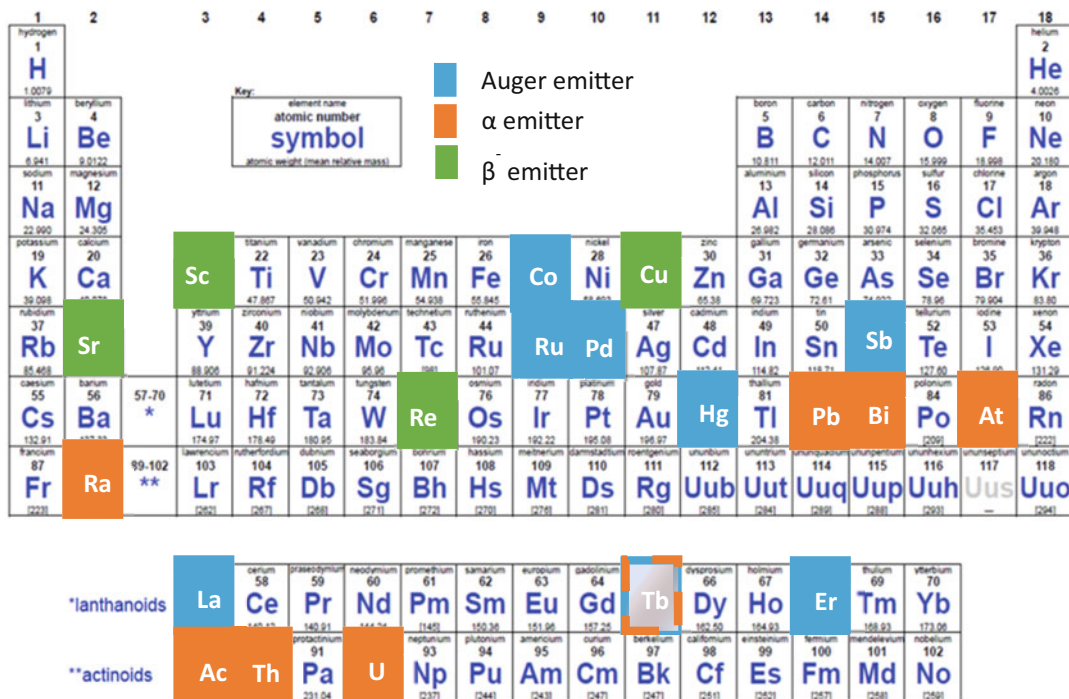 1 2 3 4 5 6 7 8 9 10 11 12 13 14 15 16 17 18
hydrogen helium
1 2
H He
1.0079 4.0026
Auger emitter
α emitter
β- emitter
Key:
element name
atomic number
symbol
atomic weight (mean relative mass)
lithium beryllium boron carbon nitrogen oxygen fluorine neon
3 4 5 6 7 8 9 10
Li Be B C N O F Ne
6.941 9.0122 10.811 12.011 14.007 15.999 18.998 20.180
sodium magnesium aluminium silicon phosphorus sulfur chlorine argon
11 12 13 14 15 16 17 18
Na Mg Al Si P S Cl Ar
22.990 24.305 26.982 28.086 30.974 32.065 35.453 39.948
potassium calcium titanium vanadium chromium manganese iron nickel zinc gallium germanium arsenic selenium bromine krypton
19 20 22 23 24 25 26 28 30 31 32 33 34 35 36
K Ca Sc Ti V Cr Mn Fe Co Ni Cu Zn Ga Ge As Se Br Kr
39.098 47.867 50.942 51.996 54.938 55.845 65.38 69.723 72.61 78.96 79.904 83.80
rubidium yttrium zirconium niobium molybdenum technetium ruthenium silver cadmium indium tin tellurium iodine xenon
37 39 40 41 42 43 44 47 48 49 50 52 53 54
Rb Sr Y Zr Nb Mo Tc Ru Ru Pd Ag Cd In Sn Sb Te I Xe
85.468 88.906 91.224 92.906 95.96 [98] 101.07 107.87 114.82 127.60 131.29
caesium barium lutetium hafnium tantalum tungsten osmium iridium platinum gold thallium polonium radon
55 56 57-70 71 72 73 74 76 77 78 79 81 84 86
Cs Ba * Lu Hf Ta W Re Os Ir Pt Au Hg Tl Pb Bi Po At Rn
132.91 174.97 178.49 180.95 183.84 190.23 192.22 195.08 196.97 204.38 [209] [222]
francium lawrencium rutherfordium dubnium seaborgium bohrium hassium meitnerium darmstadtium roentgenium ununbium ununtrium ununquadium ununpentium ununhexium ununseptium ununoctium
87 89-102 103 104 105 106 107 108 109 110 111 112 113 114 115 116 117 118
Fr Ra ** Lr Rf Db Sg Bh Hs Mt Ds Rg Uub Uut Uuq Uup Uuh Uus Uuo
[223] [262] [267] [268] [271] [272] [270] [276] [281] [280] [285] [284] [289] [288] [293] — [294]
cerium praseodymium neodymium promethium samarium europium gadolinium dysprosium holmium thulium ytterbium
58 59 60 61 62 63 64 66 67 69 70
*lanthanoids La Ce Pr Nd Pm Sm Eu Gd Tb Dy Ho Er Tm Yb
140.91 [145] 150.36 151.96 157.25 162.50 164.93 168.93 173.06
protactinium neptunium plutonium americium curium berkelium californium einsteinium fermium mendelevium nobelium
91 93 94 95 96 97 98 99 100 101 102
**actinoids Ac Th Pa U Np Pu Am Cm Bk Cf Es Fm Md No
231.04 [237] [244] [243] [247] [247] [251] [252] [257] [258] [259]